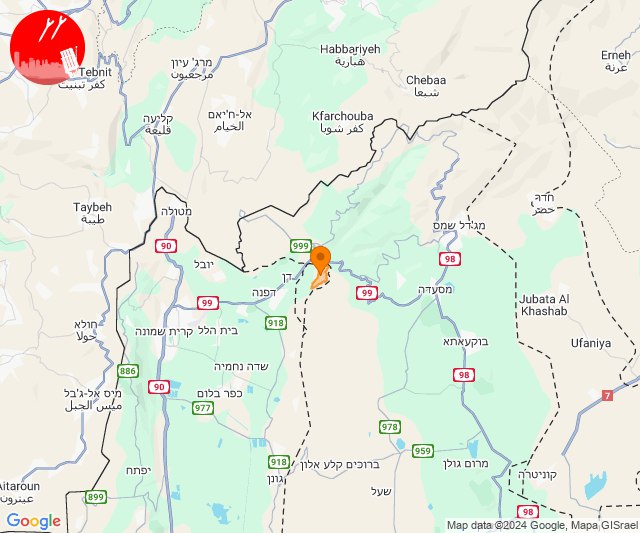 Habbariyeh
هبارية
Erneh
عرنة
Tebnit
كفر تبنيت
מרג' עיון
مرجعيون
Chebaa
شبعا
Kfarchouba
كفر شوبا
קליעה
قليعة
אל-ח'יאם
الخيام
חדר
حضر
Taybeh
طيبة
מטולה
מג'דל שמס
90
999
98
יובל
דן
99
דפנה
99
מסעדה
Jubata Al
Khashab
918
חולא
حولا
קרית שמונה
בית הלל
בוקעאתא
Ufaniya
886
שדה נחמיה
90
98
7
מיס אל-ג'בל
ميس الجبل
כפר בלום
977
978
918
959
יפתח
ברוכים קלע אלון
מרום גולן
קוניטרה
Aitaroun
عيترون
899
גונן
שעל
98
Google
Map data ©2024 Google, Mapa GISrael